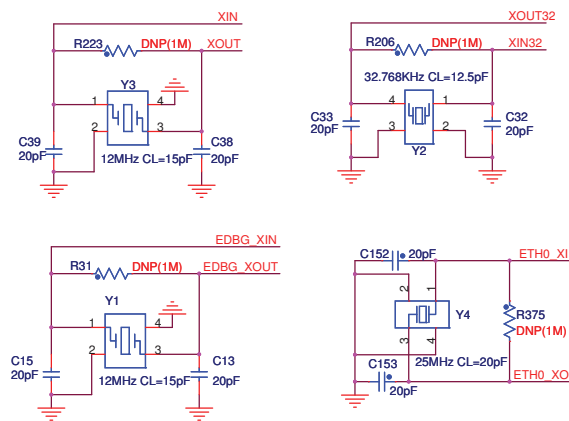 XIN
R223 DNP(1M) XOUT
Y3
1 4
2 3
C39 20pF
C38 20pF
12MHz CL=15pF
XOUT32
R206 DNP(1M) XIN32
32.768KHz CL=12.5pF
4 1
3 2
C33 20pF
C32 20pF
Y2
EDBG_XIN
R31 DNP(1M) EDBG_XOUT
Y1
1 4
2 3
C15 20pF
C13 20pF
12MHz CL=15pF
C152 20pF ETH0_XI
2 1
Y4
R375
DNP(1M)
3 4
25MHz CL=20pF
C153 20pF
ETH0_XO